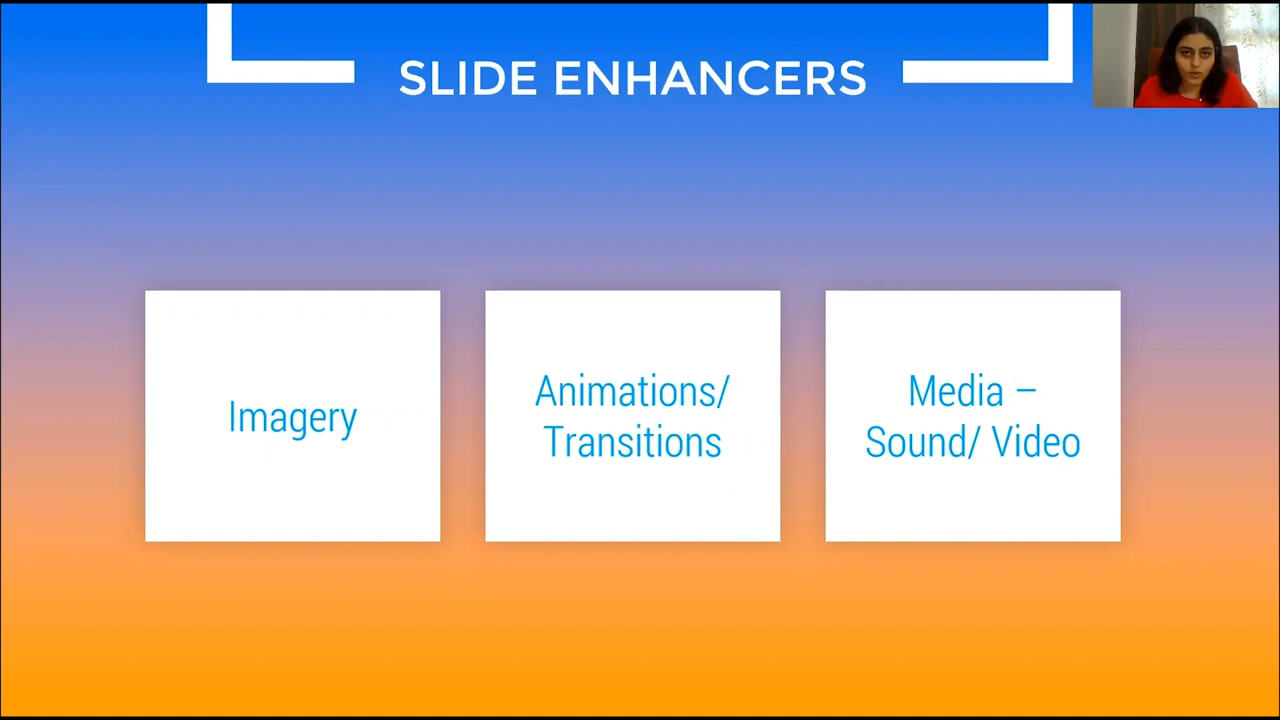 SLIDE ENHANCERS
Imagery
Animations/
Transitions
Media –
Sound/ Video